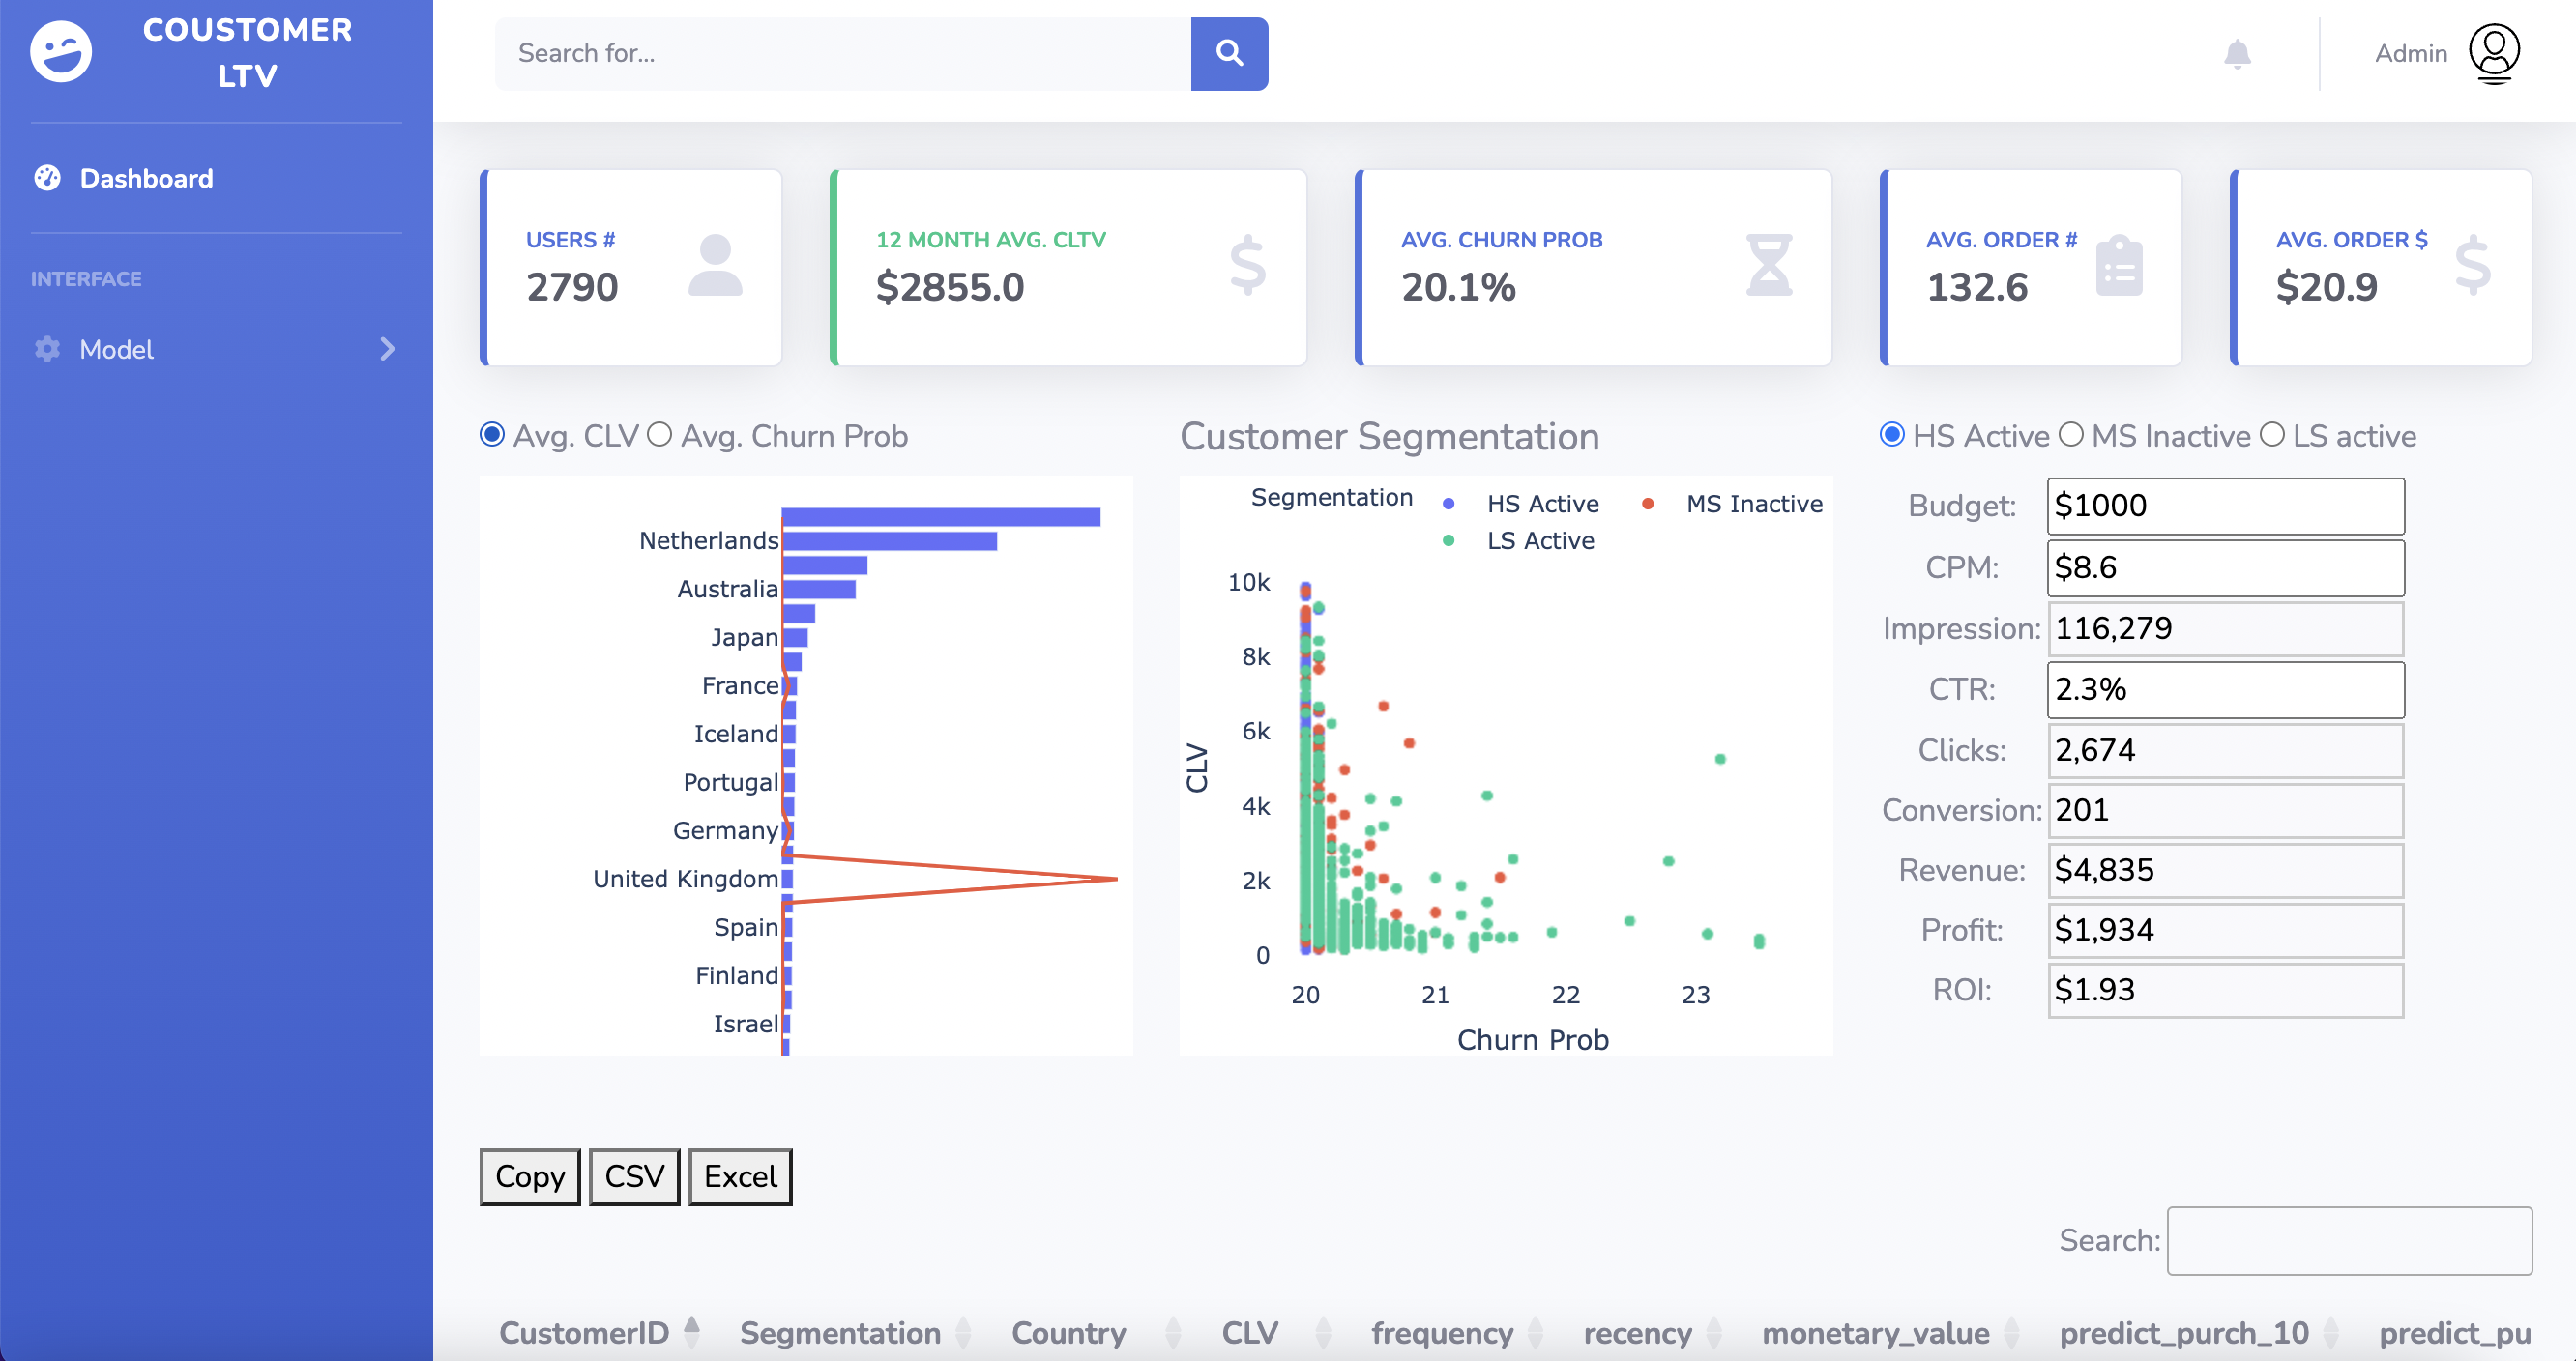 COUSTOMER
LTV
Search for...
Admin
Dashboard
INTERFACE
Model
USERS #
2790
12 MONTH AVG. CLTV
$2855.0
AVG. CHURN PROB
20.1%
AVG. ORDER #
132.6
AVG. ORDER $
$20.9
Avg. CLV Avg. Churn Prob
Netherlands
Australia
Japan
France
Iceland
Portugal
Germany
United Kingdom
Spain
Finland
Israel
Customer Segmentation
Segmentation HS Active MS Inactive
LS Active
CLV
10k
8k
6k
4k
2k
0
20 21 22 23
Churn Prob
HS Active MS Inactive LS active
Budget: $1000
CPM: $8.6
Impression: 116,279
CTR: 2.3%
Clicks: 2,674
Conversion: 201
Revenue: $4,835
Profit: $1,934
ROI: $1.93
Copy CSV Excel
Search:
CustomerID Segmentation Country CLV frequency recency monetary_value predict_purch_10 predict_pu